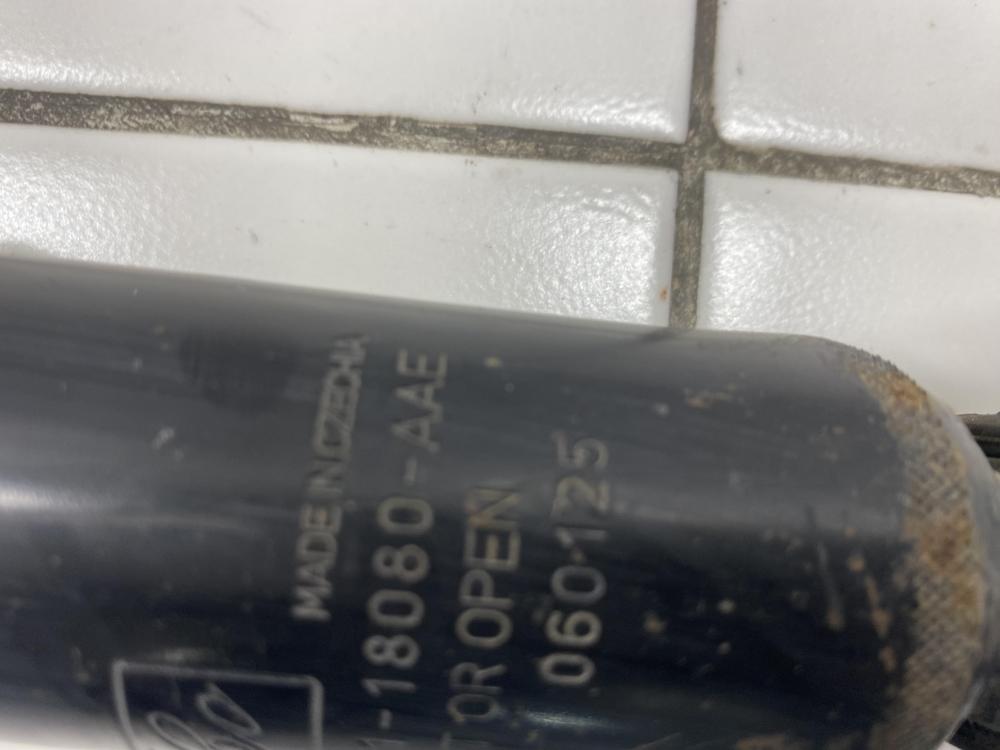 MADE IN CZECHIA
-18080-AAE
OR OPEN
060125